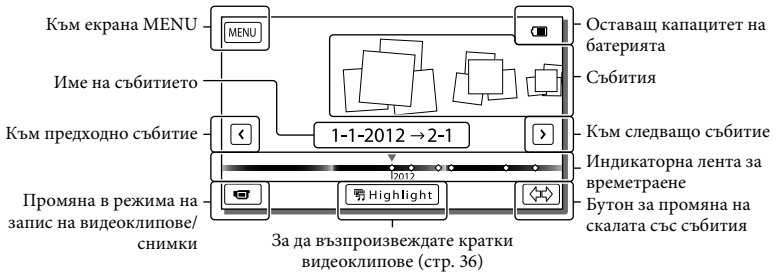 Към екрана MENU
MENU
Оставащ капацитет на
батерията
Име на събитието
Събития
Към предходно събитие
1-1-2012 →2-1
Към следващо събитие
2012
Индикаторна лента за
времетраене
Промяна в режима на
запис на видеоклипове/
снимки
Highlight
Бутон за промяна на
скалата със събития
За да възпроизвеждате кратки
видеоклипове (стр. 36)